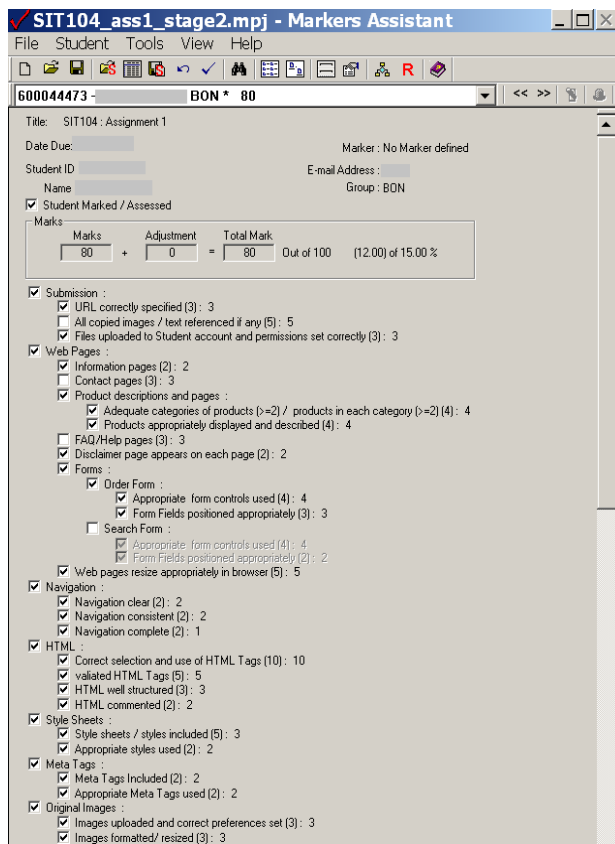 SIT104_ass1_stage2.mpj - Markers Assistant
File Student Tools View Help
R
600044473 - BON * 80 << >>
Title: SIT104 : Assignment 1
Date Due:
Marker : No Marker defined
Student ID
E-mail Address :
Name
Group : BON
Student Marked / Assessed
Marks
Marks Adjustment Total Mark
80 + 0 = 80 Out of 100 (12.00) of 15.00 %
Submission :
URL correctly specified (3) : 3
All copied images / text referenced if any (5) : 5
Files uploaded to Student account and permissions set correctly (3) : 3
Web Pages :
Information pages (2) : 2
Contact pages (3) : 3
Product descriptions and pages :
Adequate categories of products (>=2) / products in each category (>=2) (4) : 4
Products appropriately displayed and described (4) : 4
FAQ/Help pages (3) : 3
Disclaimer page appears on each page (2) : 2
Forms :
Order Form :
Appropriate form controls used (4) : 4
Form Fields positioned appropriately (3) : 3
Search Form :
Appropriate form controls used (4) : 4
Form Fields positioned appropriately (2) : 2
Web pages resize appropriately in browser (5) : 5
Navigation :
Navigation clear (2) : 2
Navigation consistent (2) : 2
Navigation complete (2) : 1
HTML :
Correct selection and use of HTML Tags (10) : 10
valiated HTML Tags (5) : 5
HTML well structured (3) : 3
HTML commented (2) : 2
Style Sheets :
Style sheets / styles included (5) : 3
Appropriate styles used (2) : 2
Meta Tags :
Meta Tags Included (2) : 2
Appropriate Meta Tags used (2) : 2
Original Images :
Images uploaded and correct preferences set (3) : 3
Images formatted/ resized (3) : 3